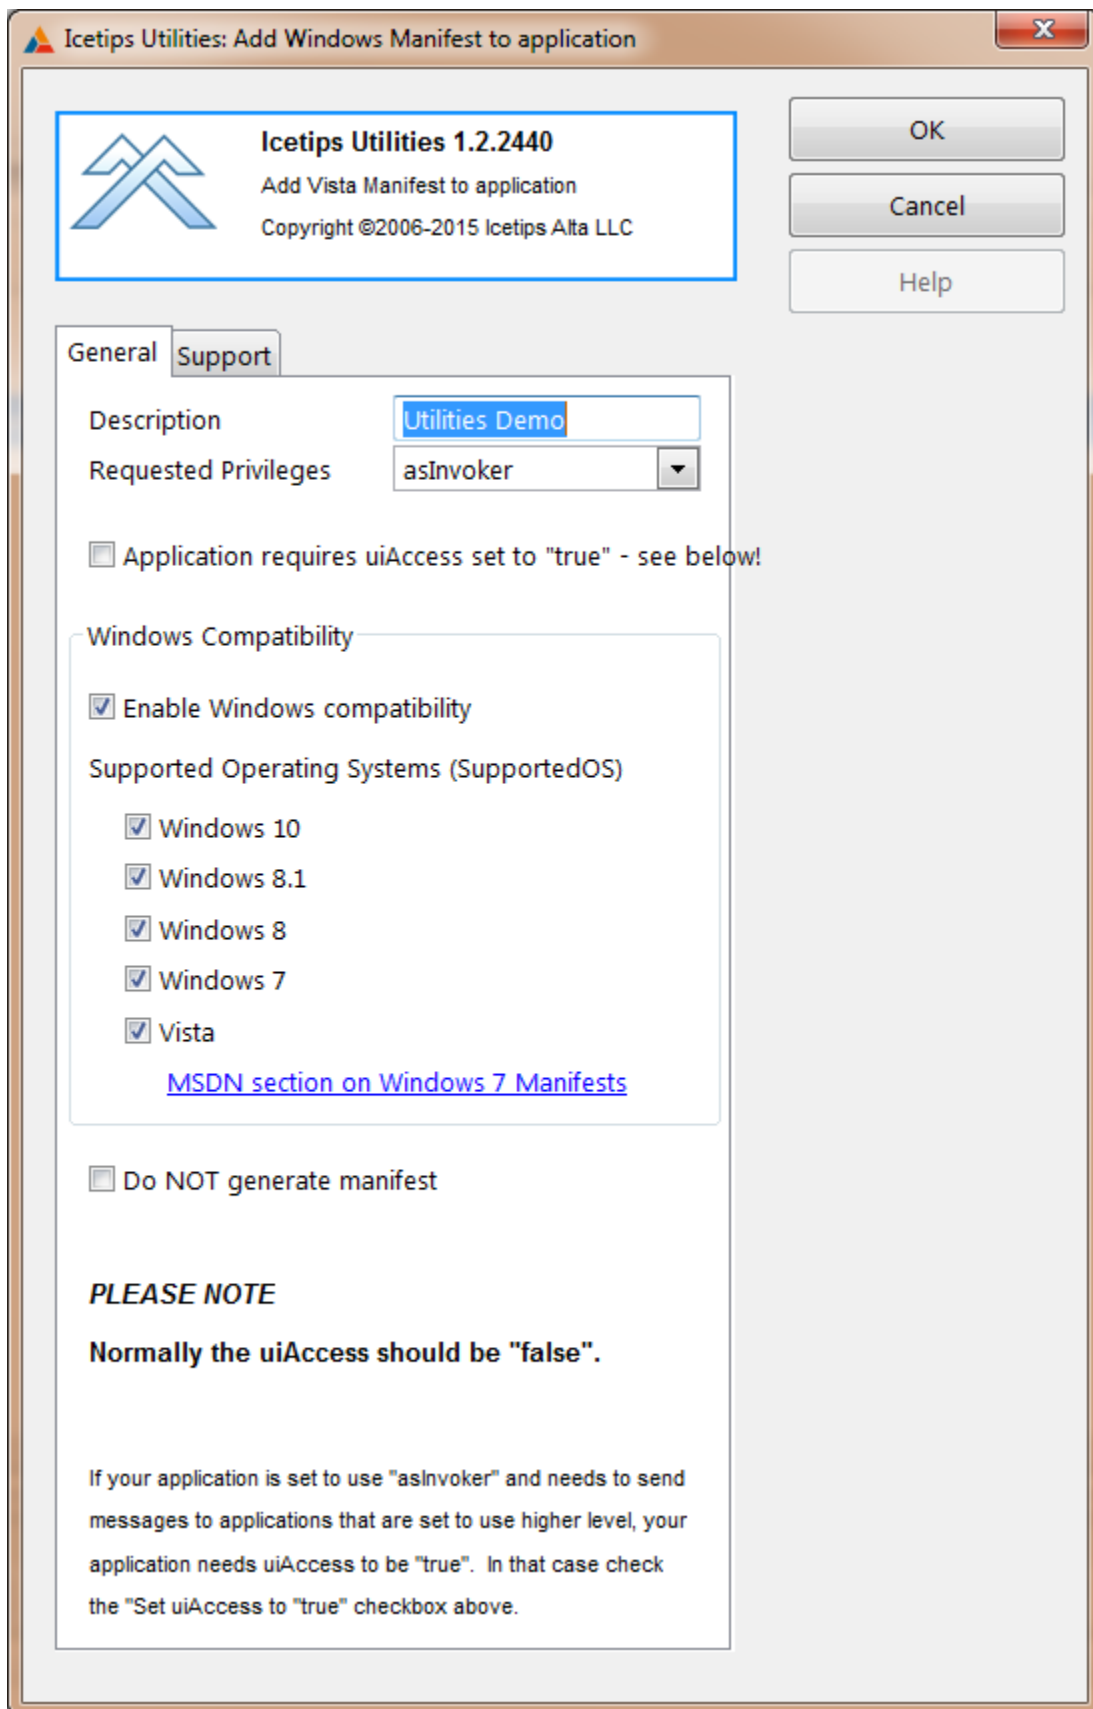 Icetips Utilities: Add Windows Manifest to application
Icetips Utilities 1.2.2440
Add Vista Manifest to application
Copyright ©2006-2015 Icetips Alta LLC
OK
Cancel
Help
General
Support
Description
Utilities Demo
Requested Privileges
asInvoker
Application requires uiAccess set to "true" - see below!
Windows Compatibility
Enable Windows compatibility
Supported Operating Systems (SupportedOS)
Windows 10
Windows 8.1
Windows 8
Windows 7
Vista
MSDN section on Windows 7 Manifests
Do NOT generate manifest
PLEASE NOTE
Normally the uiAccess should be "false".
If your application is set to use "asInvoker" and needs to send
messages to applications that are set to use higher level, your
application needs uiAccess to be "true".  In that case check
the "Set uiAccess to "true" checkbox above.